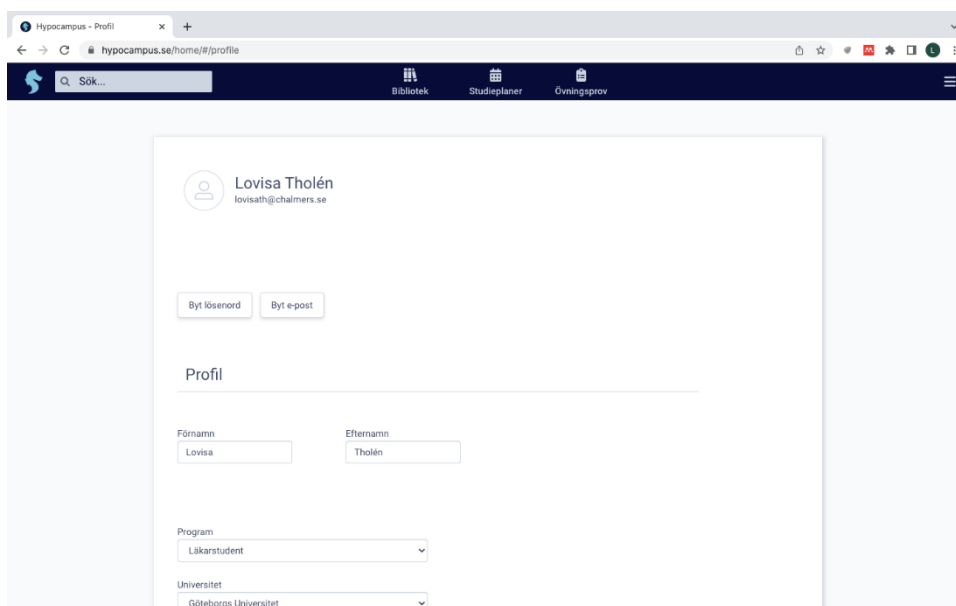 Hypocampus - Profil
hypocampus.se/home/#/profile
L
Sök...
Bibliotek Studieplaner Övningsprov
Lovisa Tholén
lovisath@chalmers.se
Byt lösenord Byt e-post
Profil
Förnamn Efternamn
Lovisa Tholén
Program
Läkarstudent
Universitet
Göteborgs Universitet